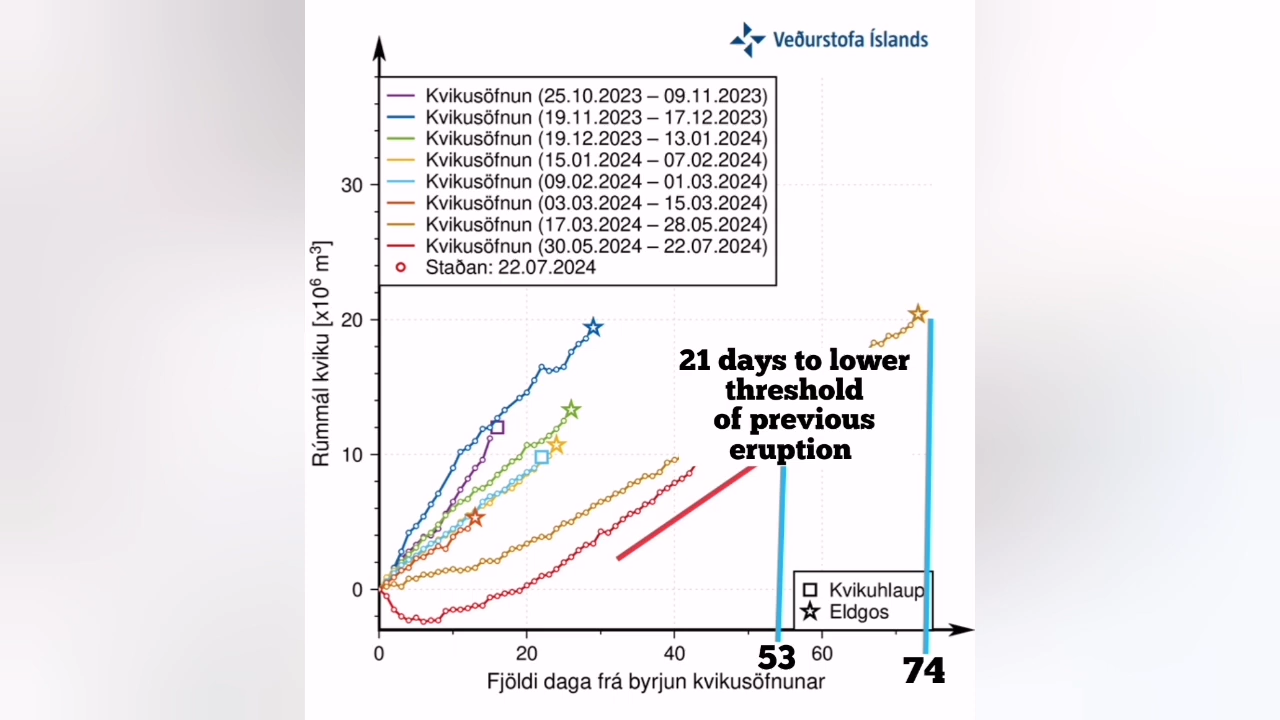 Veðurstofa Íslands
Kvikusöfnun (25.10.2023 – 09.11.2023)
Kvikusöfnun (19.11.2023 – 17.12.2023)
Kvikusöfnun (19.12.2023 – 13.01.2024)
Kvikusöfnun (15.01.2024 – 07.02.2024)
Kvikusöfnun (09.02.2024 – 01.03.2024)
Kvikusöfnun (03.03.2024 – 15.03.2024)
Kvikusöfnun (17.03.2024 – 28.05.2024)
Kvikusöfnun (30.05.2024 – 22.07.2024)
Staðan: 22.07.2024
Rúmmál kviku [x10⁶ m³]
30
20
10
0
21 days to lower
threshold
of previous
eruption
Kvikuhlaup
Eldgos
0 20 40 53 60 74
Fjöldi daga frá byrjun kvikusöfnunar